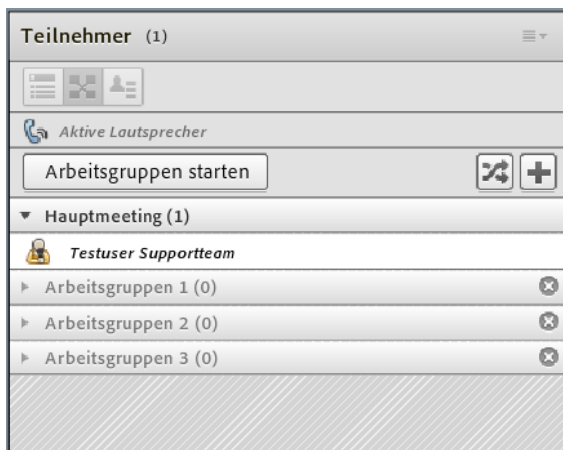 Teilnehmer (1)
Aktive Lautsprecher
Arbeitsgruppen starten
Hauptmeeting (1)
Testuser Supportteam
Arbeitsgruppen 1 (0)
Arbeitsgruppen 2 (0)
Arbeitsgruppen 3 (0)